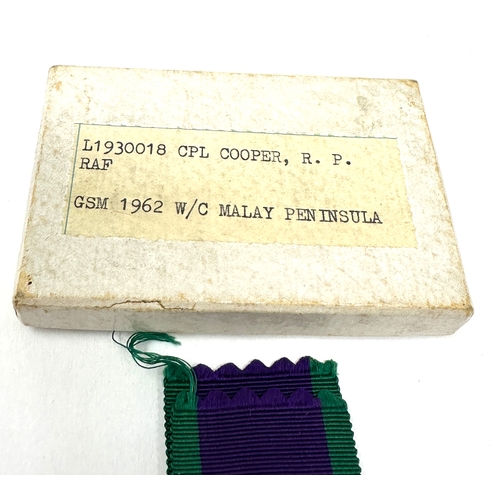 L1930018 CPL COOPER, R. P.
RAF
GSM 1962 W/C MALAY PENINSULA